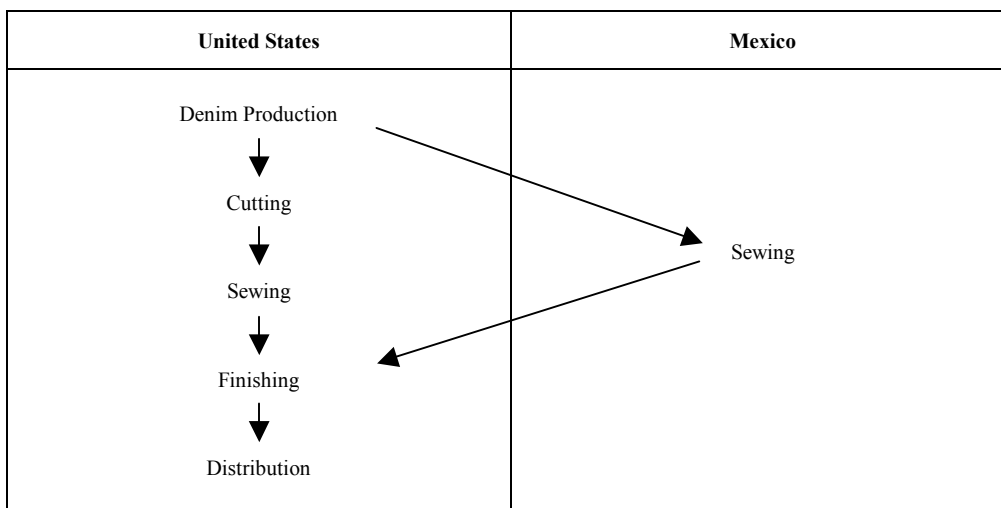 United States
Mexico
Denim Production
Cutting
Sewing
Sewing
Finishing
Distribution